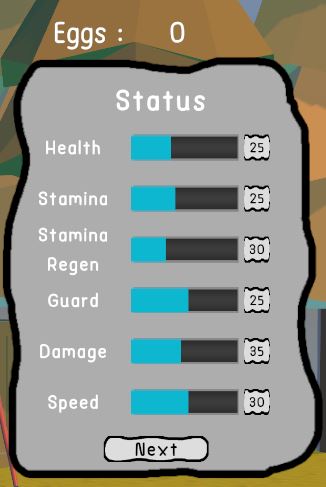 Eggs : 0
Status
Health 25
Stamina 25
Stamina
Regen 30
Guard 25
Damage 35
Speed 30
Next